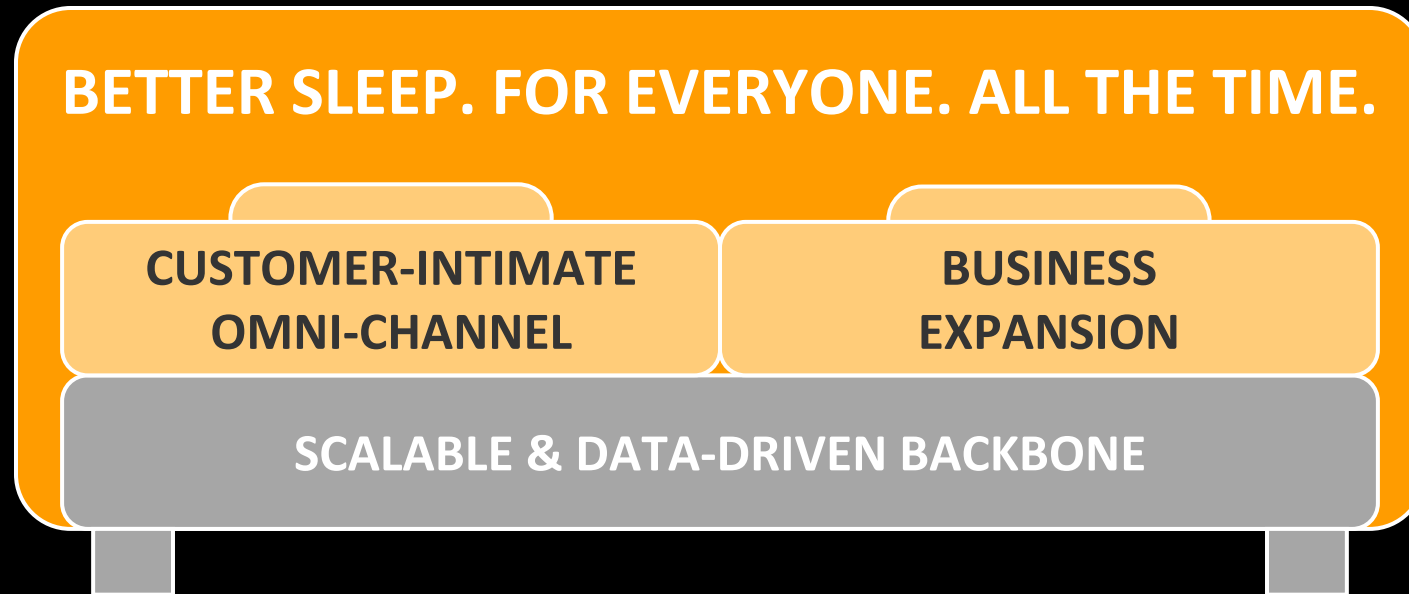 BETTER SLEEP. FOR EVERYONE. ALL THE TIME.
CUSTOMER-INTIMATE
OMNI-CHANNEL
BUSINESS
EXPANSION
SCALABLE & DATA-DRIVEN BACKBONE